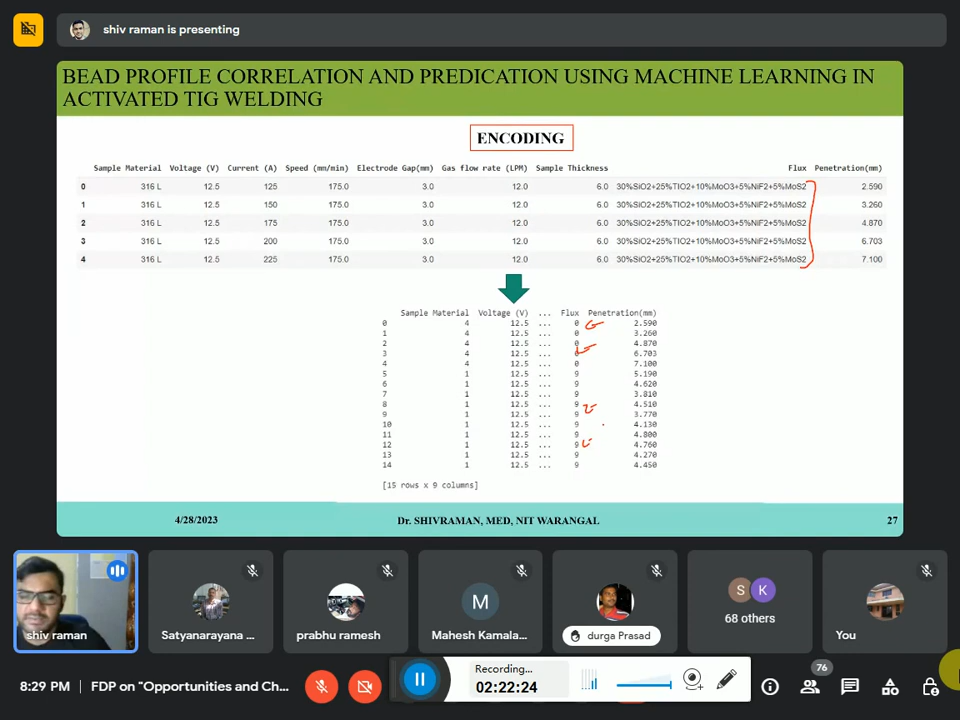 shiv raman is presenting
BEAD PROFILE CORRELATION AND PREDICATION USING MACHINE LEARNING IN
ACTIVATED TIG WELDING
ENCODING
Sample Material Voltage (V) Current (A) Speed (mm/min) Electrode Gap(mm) Gas flow rate (LPM) Sample Thickness Flux Penetration(mm)
0 316 L 12.5 125 175.0 3.0 12.0 6.0 30%SiO2+25%TIO2+10%MoO3+5%NiF2+5%MoS2 2.590
1 316 L 12.5 150 175.0 3.0 12.0 6.0 30%SiO2+25%TIO2+10%MoO3+5%NiF2+5%MoS2 3.260
2 316 L 12.5 175 175.0 3.0 12.0 6.0 30%SiO2+25%TIO2+10%MoO3+5%NiF2+5%MoS2 4.870
3 316 L 12.5 200 175.0 3.0 12.0 6.0 30%SiO2+25%TIO2+10%MoO3+5%NiF2+5%MoS2 6.703
4 316 L 12.5 225 175.0 3.0 12.0 6.0 30%SiO2+25%TIO2+10%MoO3+5%NiF2+5%MoS2 7.100
Sample Material Voltage (V) ... Flux Penetration(mm)
0 4 12.5 ... 0 2.590
1 4 12.5 ... 0 3.260
2 4 12.5 ... 0 4.870
3 4 12.5 ... 0 6.703
4 4 12.5 ... 0 7.100
5 1 12.5 ... 9 5.190
6 1 12.5 ... 9 4.620
7 1 12.5 ... 9 3.810
8 1 12.5 ... 9 4.510
9 1 12.5 ... 9 3.770
10 1 12.5 ... 9 4.130
11 1 12.5 ... 9 4.800
12 1 12.5 ... 9 4.760
13 1 12.5 ... 9 4.270
14 1 12.5 ... 9 4.450
[15 rows x 9 columns]
4/28/2023 Dr. SHIVRAMAN, MED, NIT WARANGAL 27
shiv raman
Satyanarayana ...
prabhu ramesh
M
Mahesh Kamala...
durga Prasad
S K
68 others
You
8:29 PM | FDP on "Opportunities and Ch...
Recording...
02:22:24
76